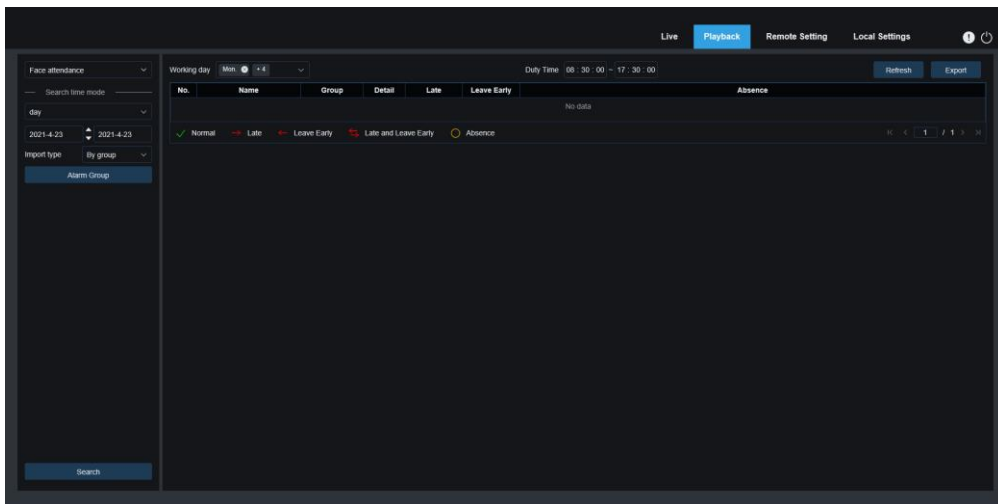 Live Playback Remote Setting Local Settings
Face attendance
Search time mode
day
2021-4-23 2021-4-23
Import type By group
Alarm Group
Search
Working day Mon. + 4 Duty Time 08 : 30 : 00 ~ 17 : 30 : 00 Refresh Export
No. Name Group Detail Late Leave Early Absence
No data
Normal Late Leave Early Late and Leave Early Absence 1 / 1